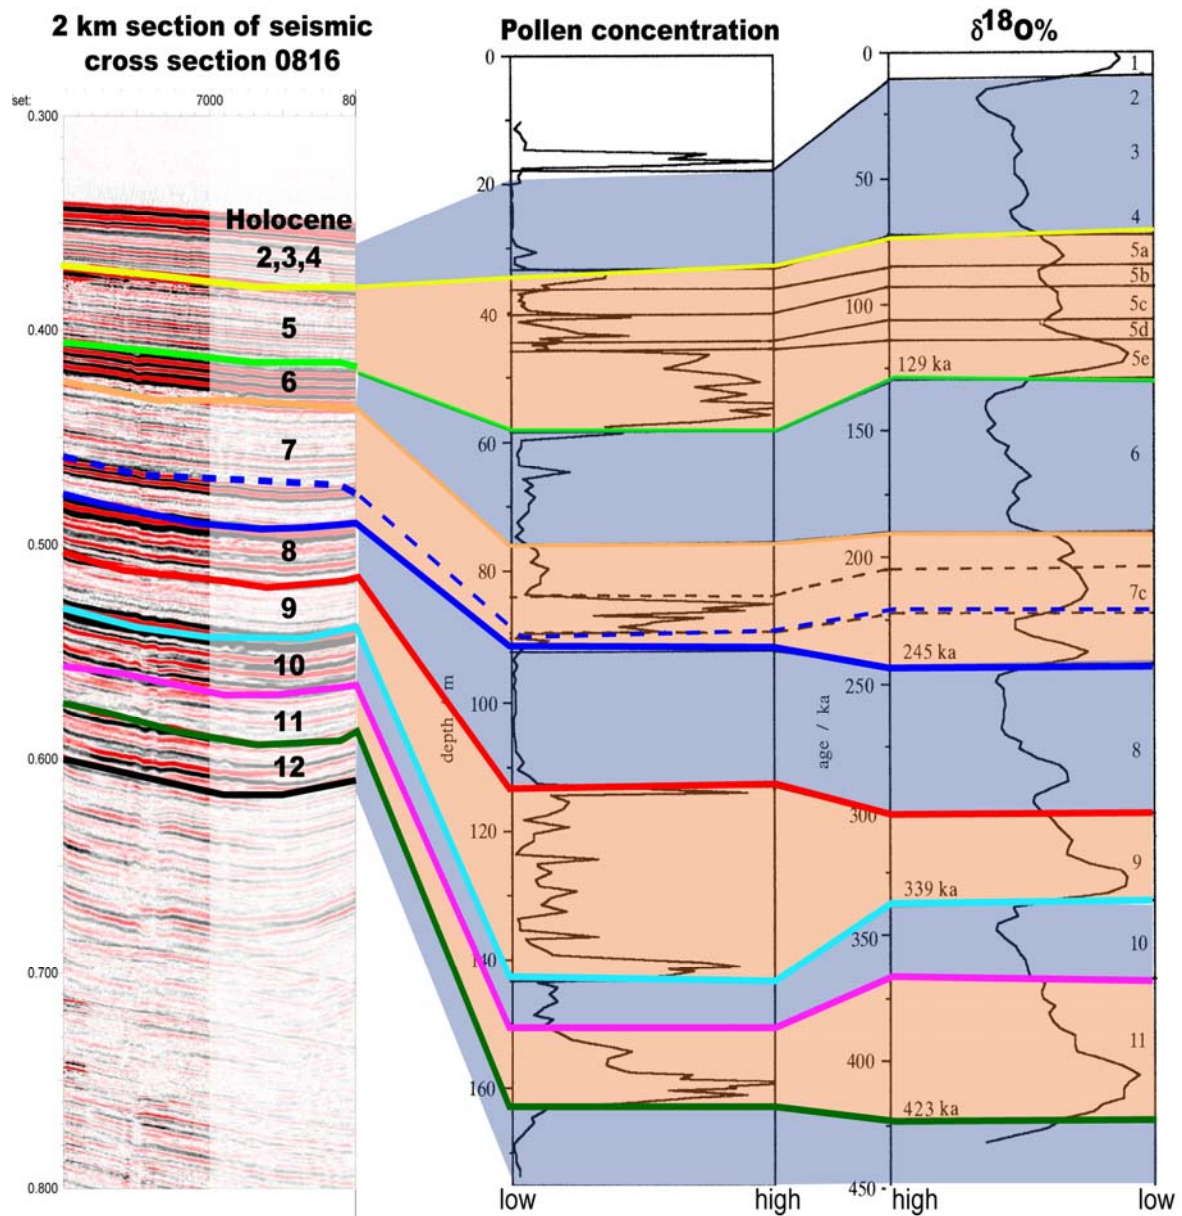 2 km section of seismic
cross section 0816
Pollen concentration
δ18O%
set:
7000
80
0.300
0.400
0.500
0.600
0.700
0.800
Holocene
2,3,4
5
6
7
8
9
10
11
12
0
20
40
60
80
100
120
140
160
depth / m
low
high
0
50
100
150
200
250
300
350
400
450
age / ka
129 ka
245 ka
339 ka
423 ka
1
2
3
4
5a
5b
5c
5d
5e
6
7c
8
9
10
11
high
low